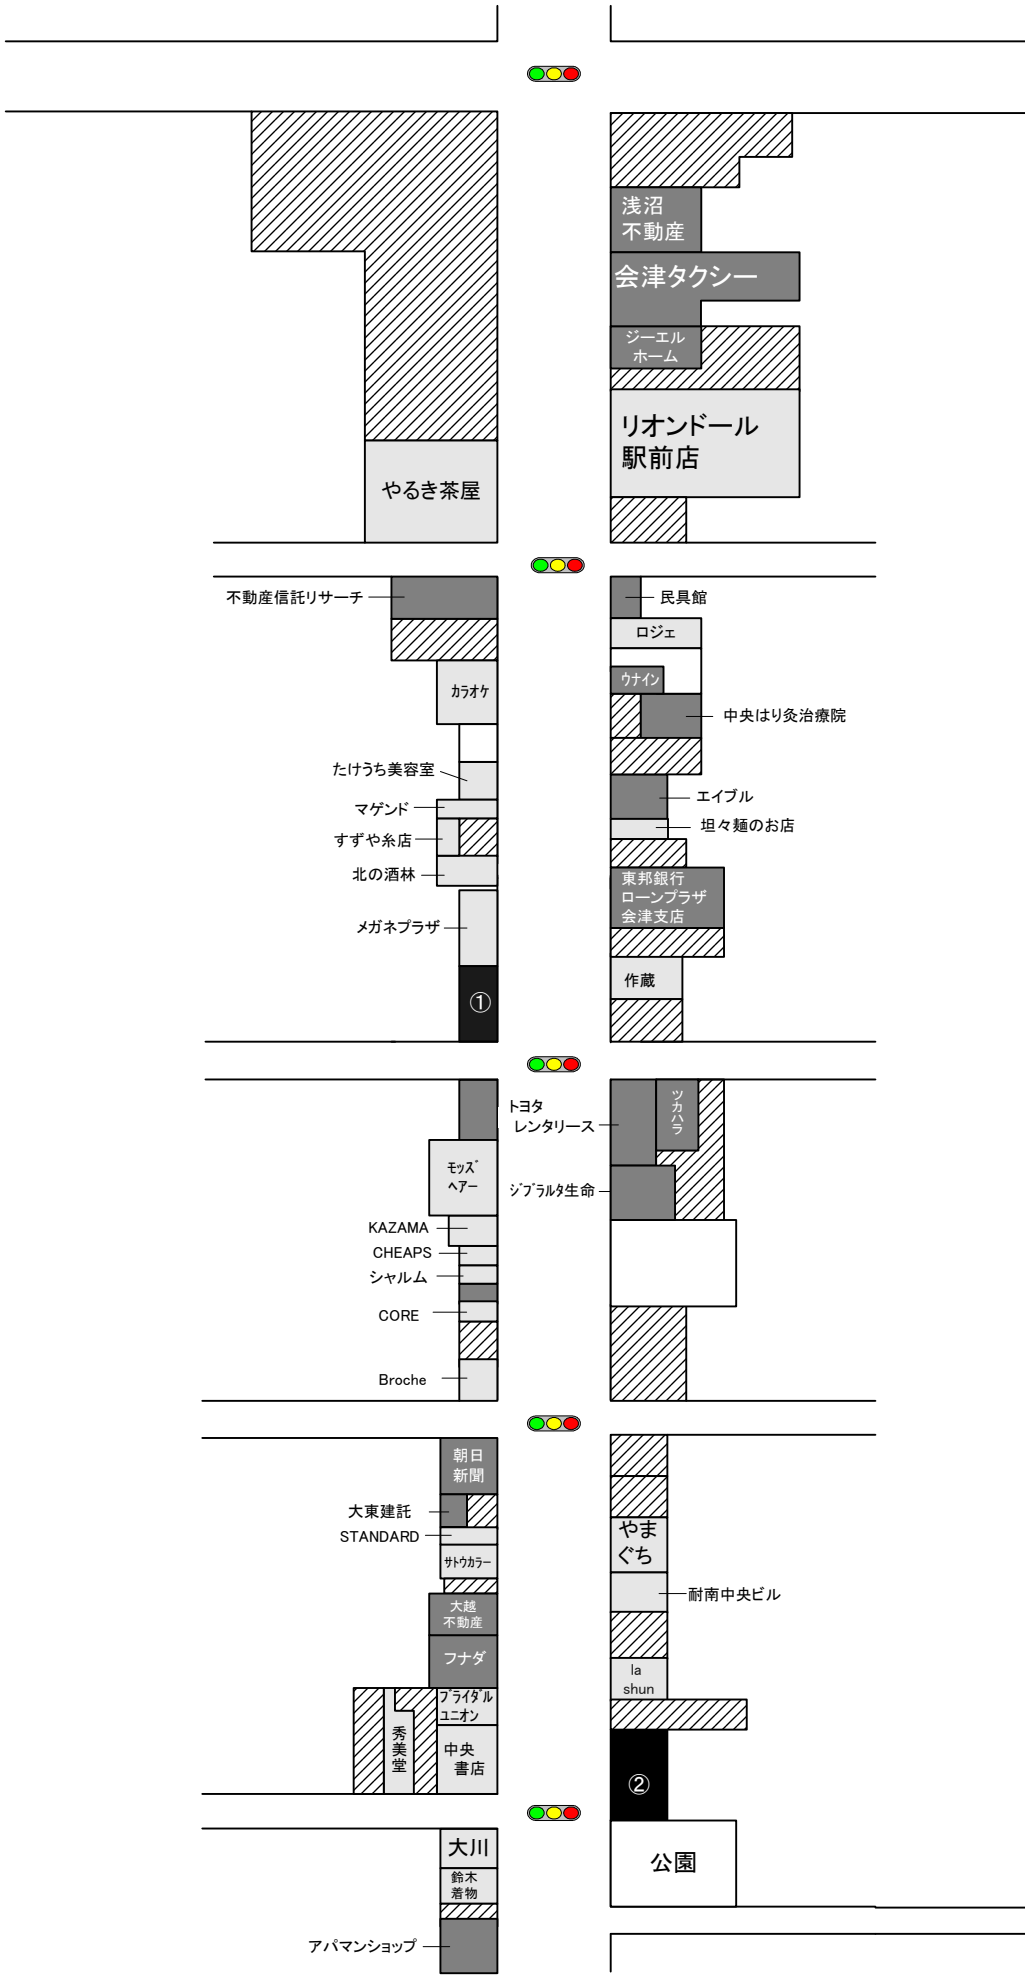 浅沼
不動産
会津タクシー
ジーエル
ホーム
リオンドール
駅前店
やるき茶屋
不動産信託リサーチ
民具館
ロジェ
カラオケ
ウナイン
中央はり灸治療院
たけうち美容室
エイブル
マゲンド
坦々麺のお店
すずや糸店
北の酒林
東邦銀行
ローンプラザ
会津支店
メガネプラザ
作蔵
①
トヨタ
レンタリース
ツカハラ
モッズ
ヘアー
ジブラルタ生命
KAZAMA
CHEAPS
シャルム
CORE
Broche
朝日
新聞
大東建託
STANDARD
やま
ぐち
サトウカラー
耐南中央ビル
大越
不動産
フナダ
la
shun
ブライダル
ユニオン
秀美堂
中央
書店
②
大川
公園
鈴木
着物
アパマンショップ